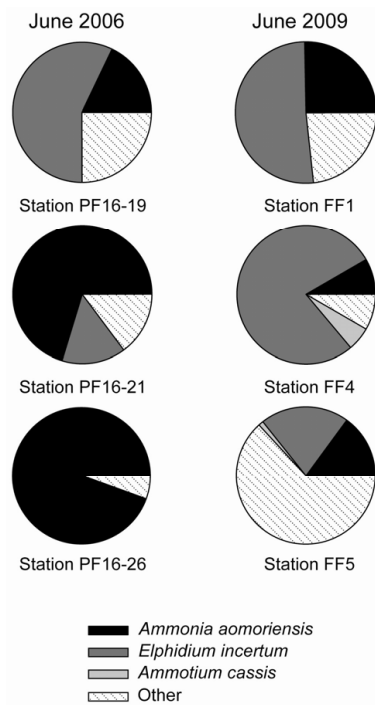 June 2006 June 2009
Station PF16-19 Station FF1
Station PF16-21 Station FF4
Station PF16-26 Station FF5
Ammonia aomoriensis
Elphidium incertum
Ammotium cassis
Other